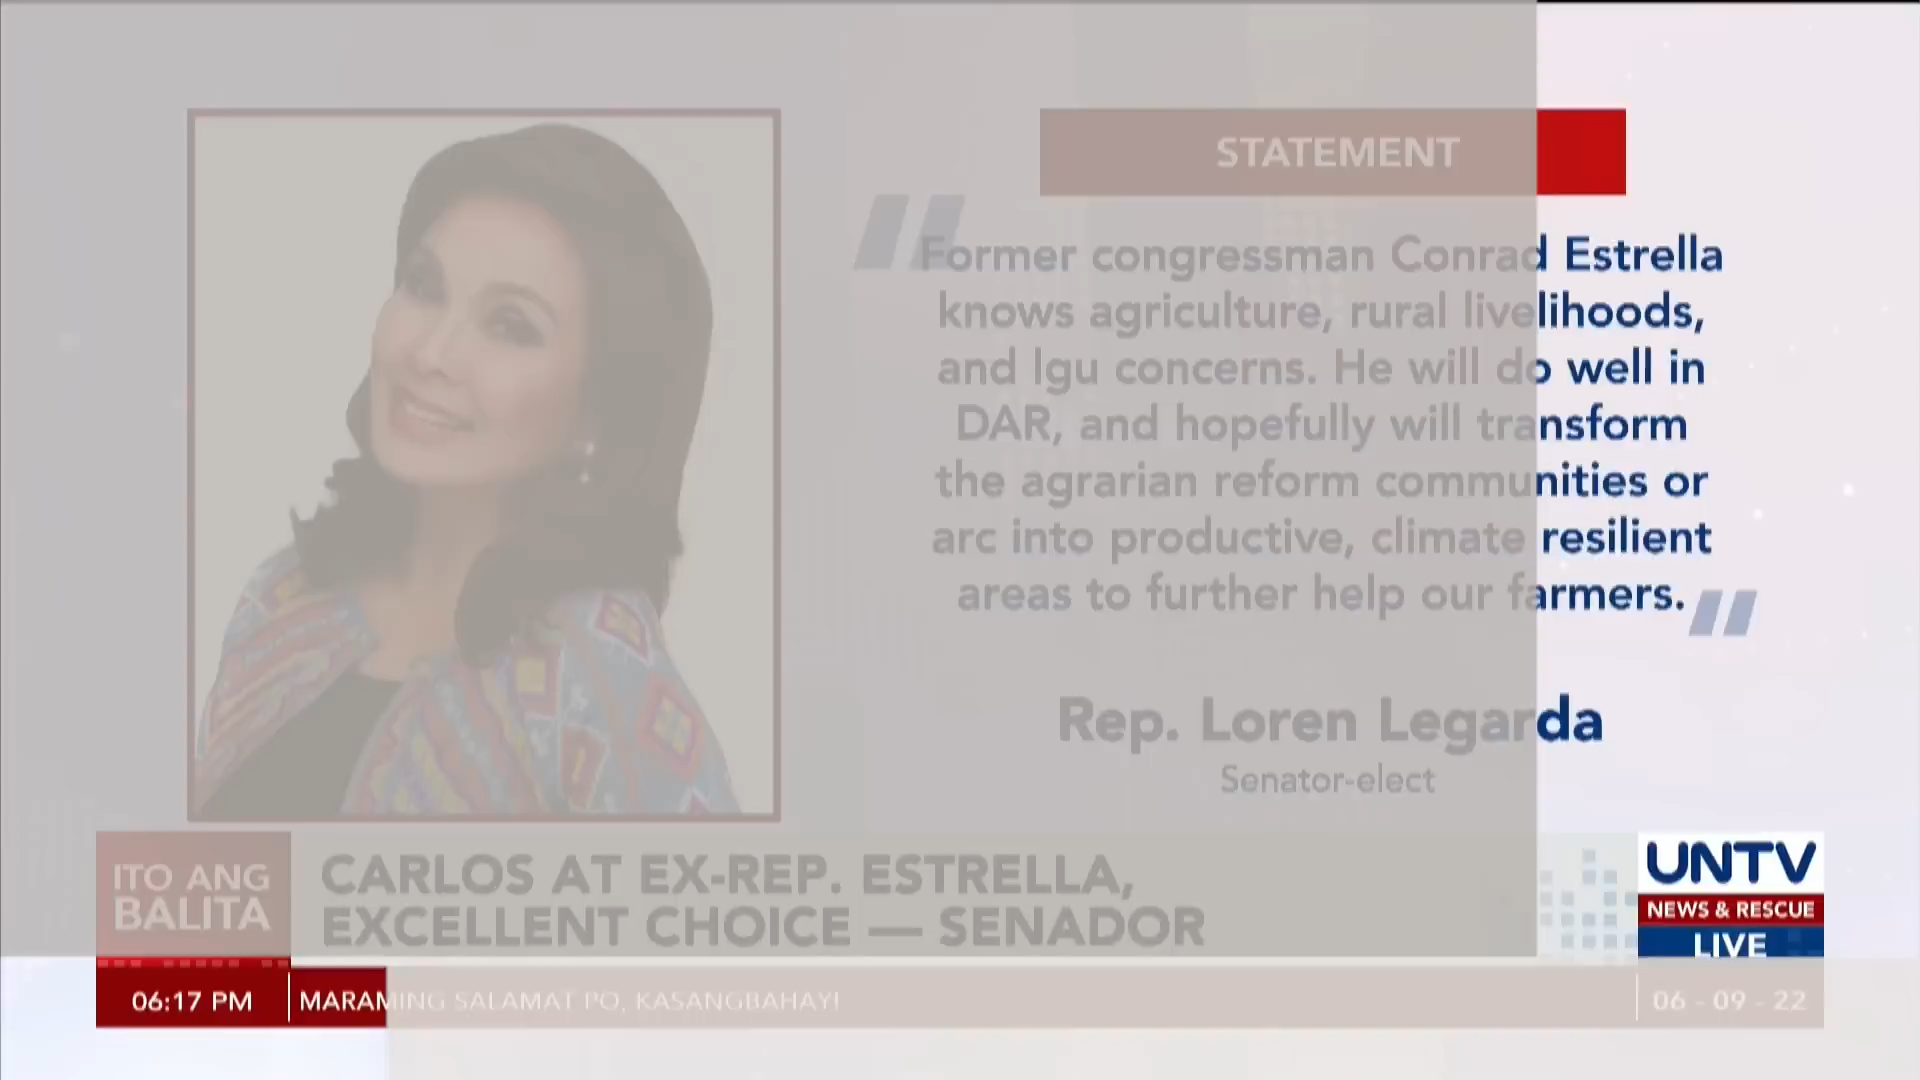 STATEMENT
Former congressman Conrad Estrella
knows agriculture, rural livelihoods,
and lgu concerns. He will do well in
DAR, and hopefully will transform
the agrarian reform communities or
arc into productive, climate resilient
areas to further help our farmers.
Rep. Loren Legarda
Senator-elect
ITO ANG
BALITA
CARLOS AT EX-REP. ESTRELLA,
EXCELLENT CHOICE — SENADOR
UNTV
NEWS & RESCUE
LIVE
06:17 PM
MARAMING SALAMAT PO, KASANGBAHAY!
06 - 09 - 22